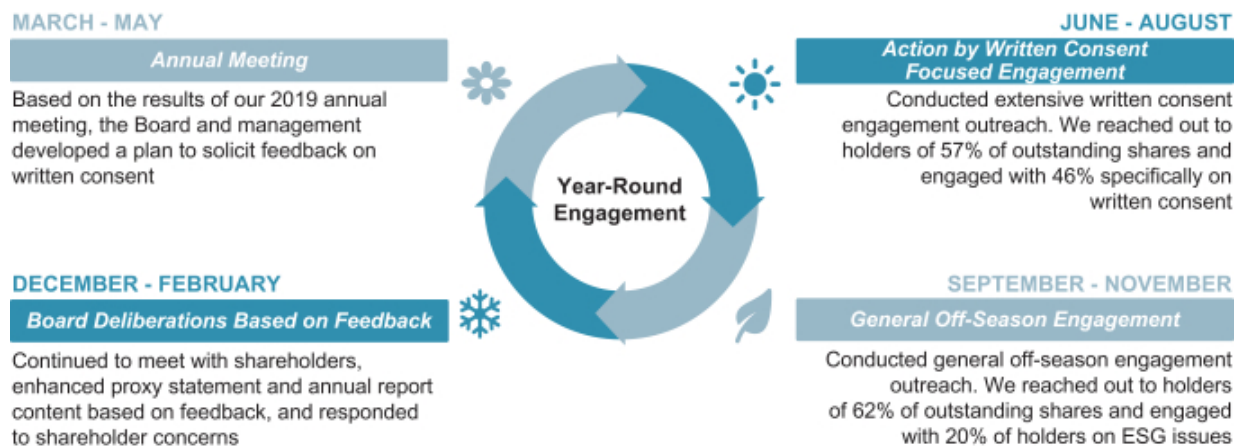 MARCH - MAY
Annual Meeting
Based on the results of our 2019 annual
meeting, the Board and management
developed a plan to solicit feedback on
written consent
JUNE - AUGUST
Action by Written Consent
Focused Engagement
Conducted extensive written consent
engagement outreach. We reached out to
holders of 57% of outstanding shares and
engaged with 46% specifically on
written consent
Year-Round
Engagement
DECEMBER - FEBRUARY
Board Deliberations Based on Feedback
Continued to meet with shareholders,
enhanced proxy statement and annual report
content based on feedback, and responded
to shareholder concerns
SEPTEMBER - NOVEMBER
General Off-Season Engagement
Conducted general off-season engagement
outreach. We reached out to holders
of 62% of outstanding shares and engaged
with 20% of holders on ESG issues